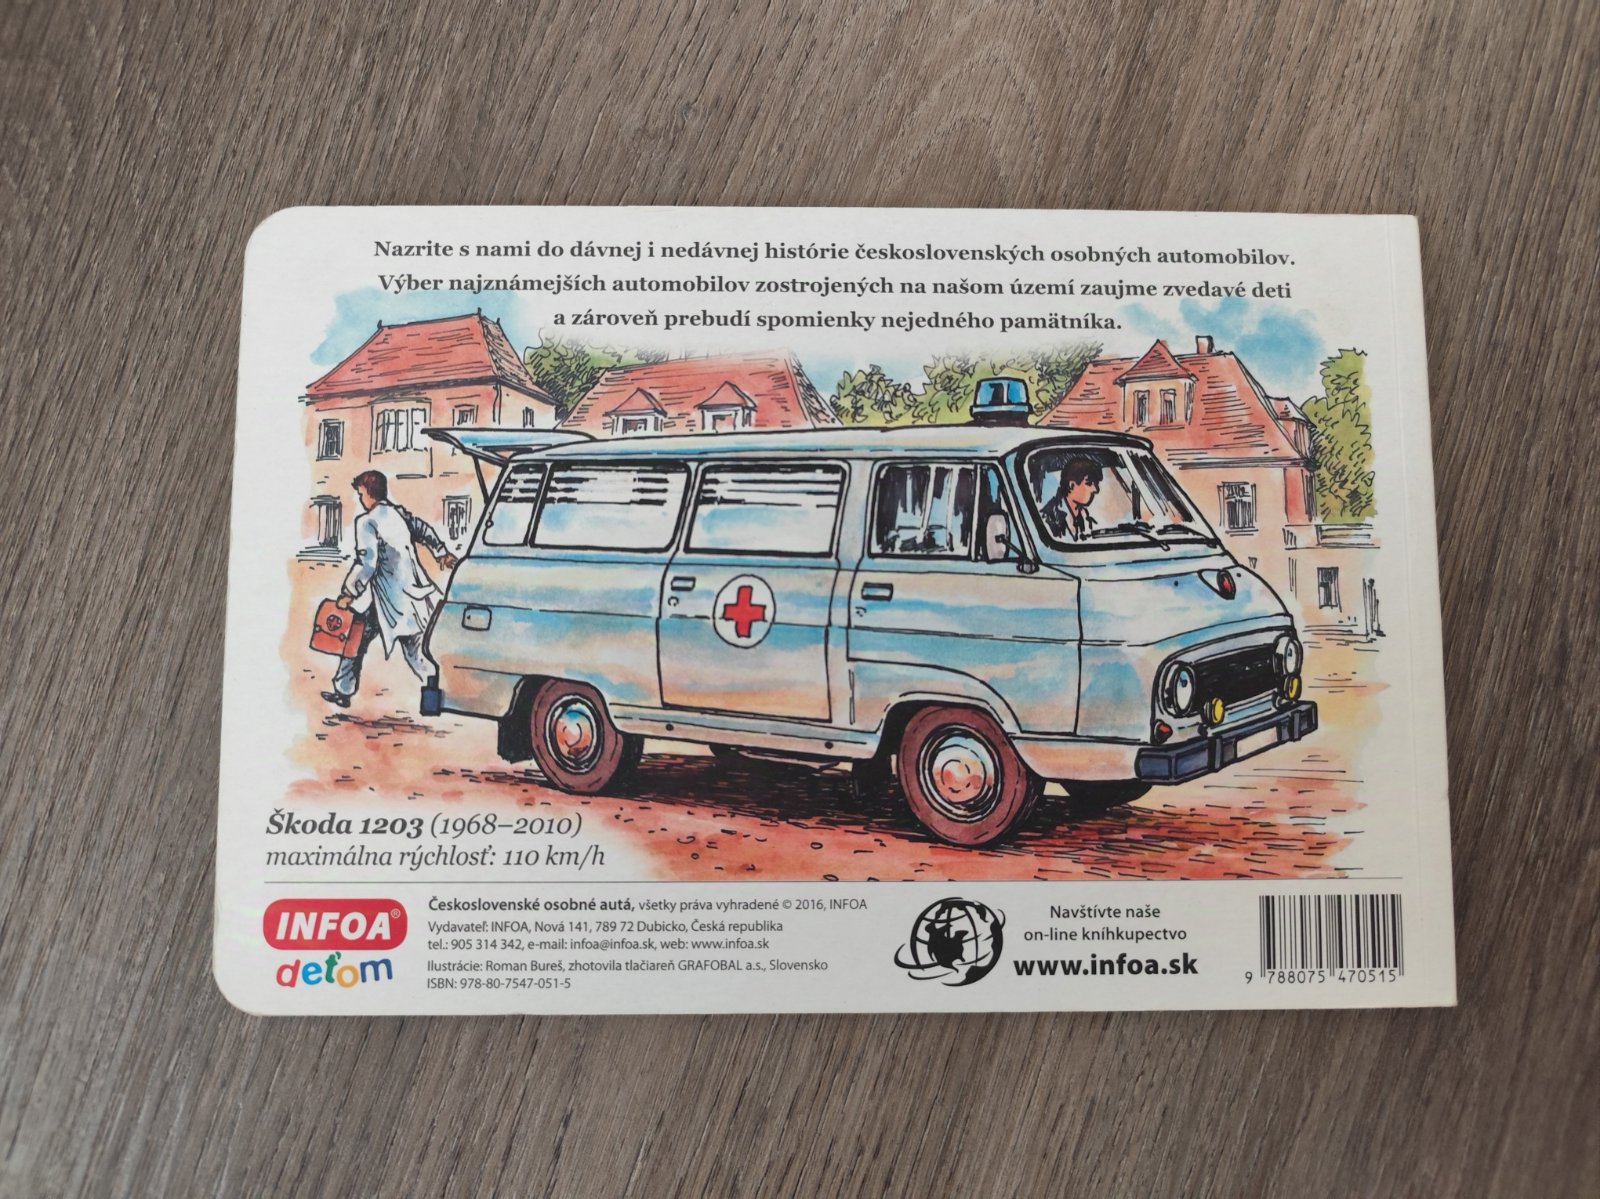 Nazrite s nami do dávnej i nedávnej histórie československých osobných automobilov.
Výber najznámejších automobilov zostrojených na našom území zaujme zvedavé deti
a zároveň prebudí spomienky nejedného pamätníka.
Škoda 1203 (1968–2010)
maximálna rýchlosť: 110 km/h
INFOA®
deťom
Československé osobné autá, všetky práva vyhradené © 2016, INFOA
Vydavateľ: INFOA, Nová 141, 789 72 Dubicko, Česká republika
tel.: 905 314 342, e-mail: infoa@infoa.sk, web: www.infoa.sk
Ilustrácie: Roman Bureš, zhotovila tlačiareň GRAFOBAL a.s., Slovensko
ISBN: 978-80-7547-051-5
Navštívte naše
on-line kníhkupectvo
www.infoa.sk
9 788075 470515